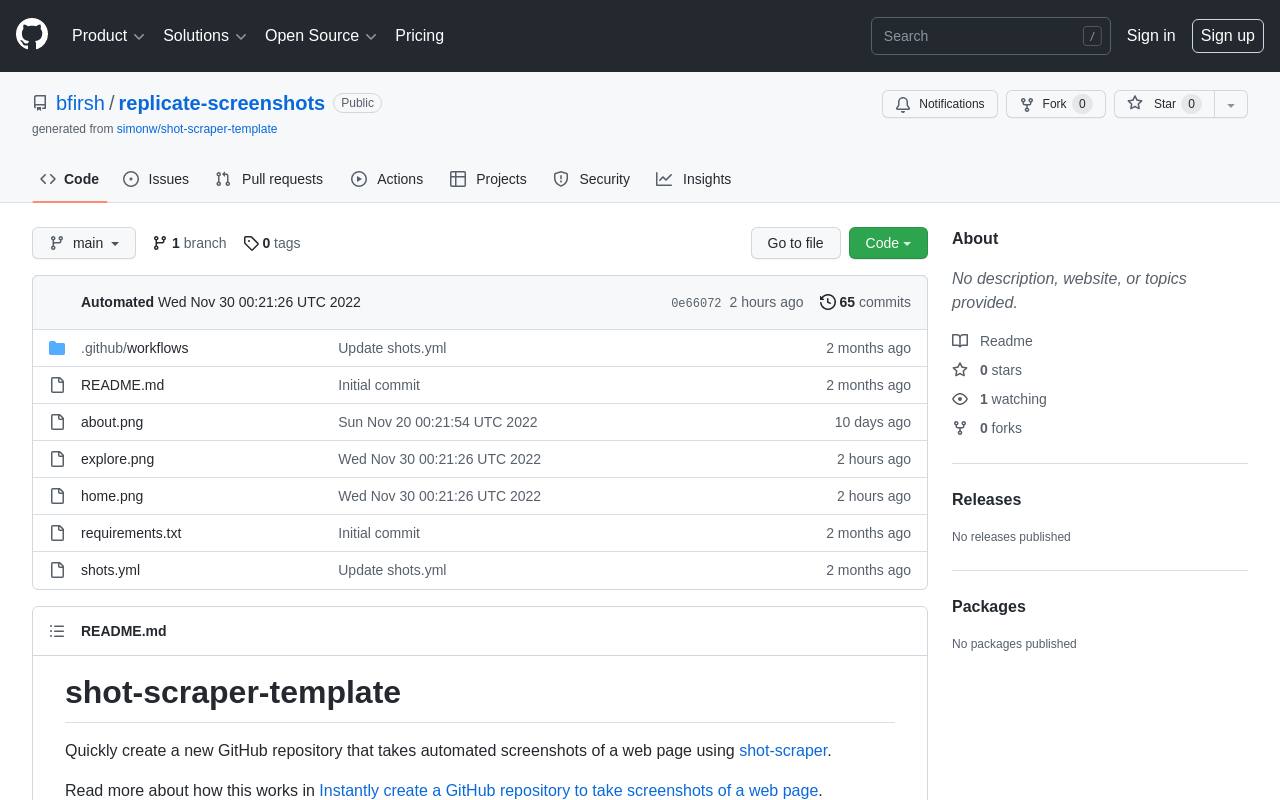 Product Solutions Open Source Pricing Search / Sign in Sign up
bfirsh / replicate-screenshots Public Notifications Fork 0 Star 0
generated from simonw/shot-scraper-template
Code Issues Pull requests Actions Projects Security Insights
main 1 branch 0 tags Go to file Code
Automated Wed Nov 30 00:21:26 UTC 2022 0e66072 2 hours ago 65 commits
.github/workflows Update shots.yml 2 months ago
README.md Initial commit 2 months ago
about.png Sun Nov 20 00:21:54 UTC 2022 10 days ago
explore.png Wed Nov 30 00:21:26 UTC 2022 2 hours ago
home.png Wed Nov 30 00:21:26 UTC 2022 2 hours ago
requirements.txt Initial commit 2 months ago
shots.yml Update shots.yml 2 months ago
README.md
shot-scraper-template
Quickly create a new GitHub repository that takes automated screenshots of a web page using shot-scraper.
Read more about how this works in Instantly create a GitHub repository to take screenshots of a web page.
About
No description, website, or topics
provided.
Readme
0 stars
1 watching
0 forks
Releases
No releases published
Packages
No packages published